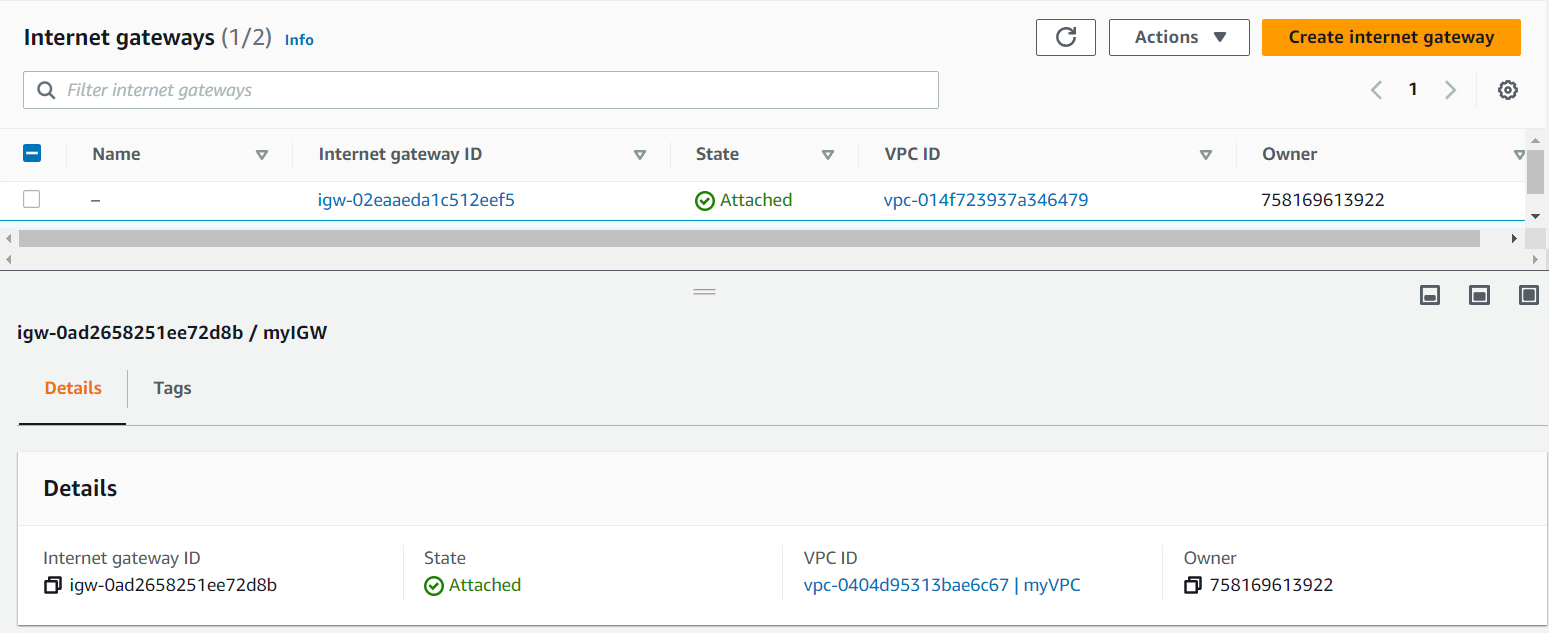 Internet gateways (1/2) Info
Actions
Create internet gateway
Filter internet gateways
1
Name Internet gateway ID State VPC ID Owner
– igw-02eaaeda1c512eef5 Attached vpc-014f723937a346479 758169613922
igw-0ad2658251ee72d8b / myIGW
Details Tags
Details
Internet gateway ID State VPC ID Owner
igw-0ad2658251ee72d8b Attached vpc-0404d95313bae6c67 | myVPC 758169613922